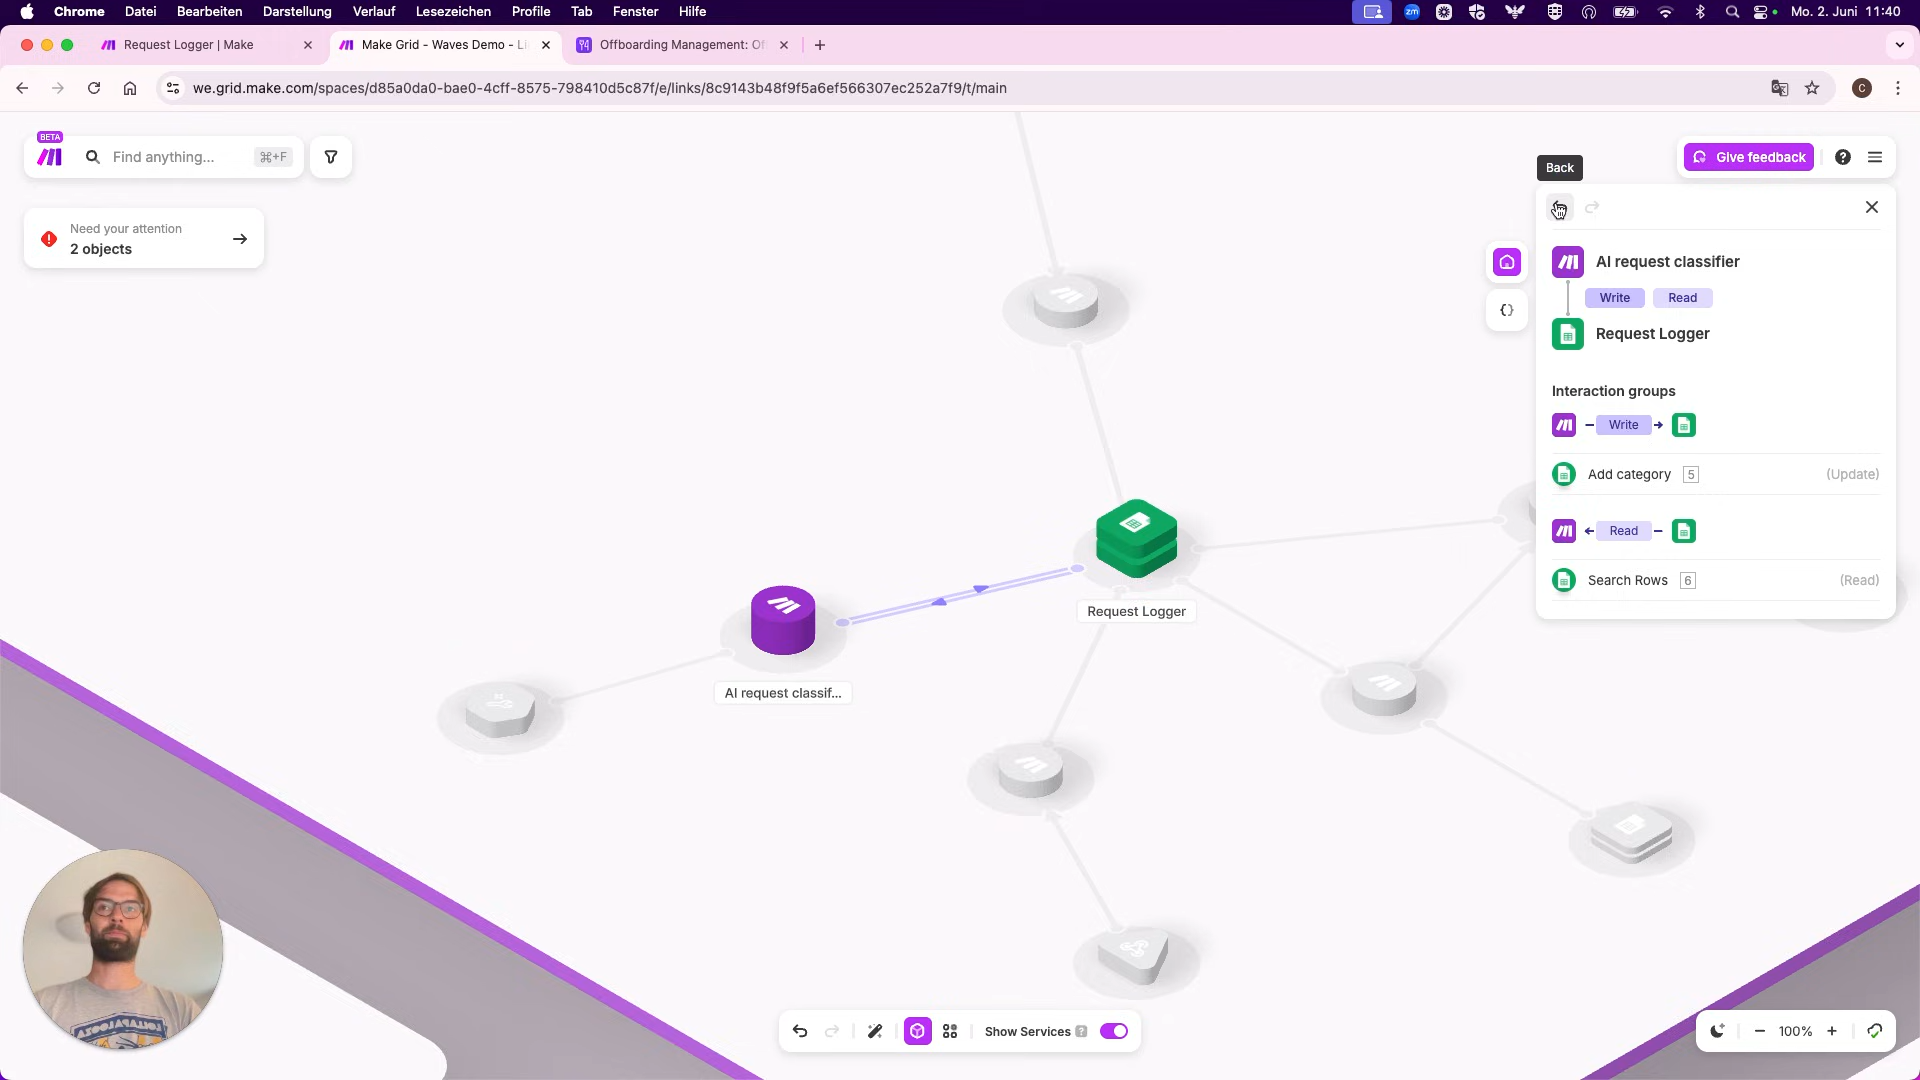 Chrome Datei Bearbeiten Darstellung Verlauf Lesezeichen Profile Tab Fenster Hilfe zm Mo. 2. Juni 11:40
Request Logger | Make
Make Grid - Waves Demo - Li
Offboarding Management: Of
we.grid.make.com/spaces/d85a0da0-bae0-4cff-8575-798410d5c87f/e/links/8c9143b48f9f5a6ef566307ec252a7f9/t/main
C
BETA
Find anything... ⌘+F
Give feedback
Back
Need your attention
2 objects
AI request classifier
Write Read
Request Logger
Interaction groups
Write
Add category 5 (Update)
Read
Search Rows 6 (Read)
Request Logger
AI request classif...
Show Services ?
100%
LOLLAPALOOZA